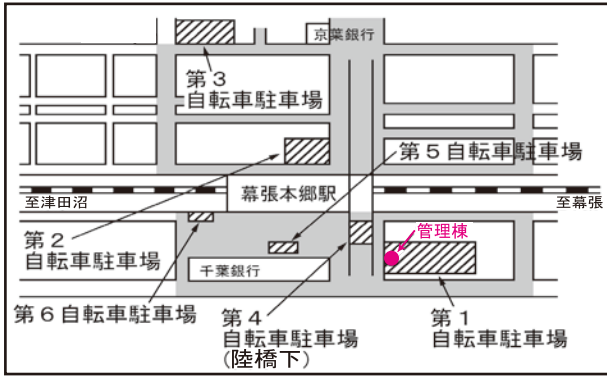 京葉銀行
第３
自転車駐車場
第５自転車駐車場
幕張本郷駅
至津田沼
至幕張
管理棟
第２
自転車駐車場
千葉銀行
第６自転車駐車場
第４
自転車駐車場
(陸橋下)
第１
自転車駐車場